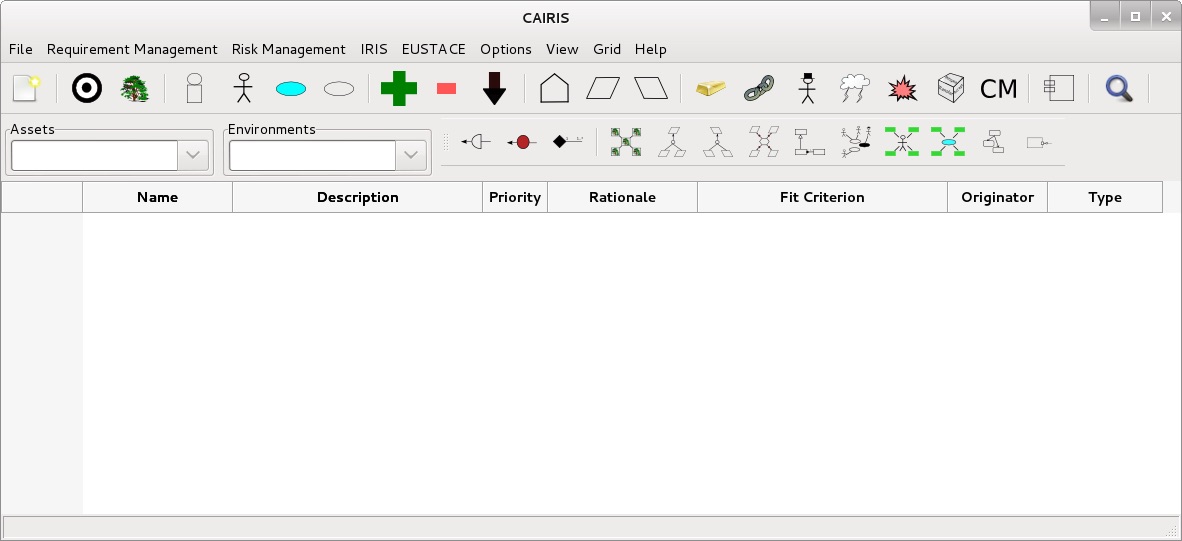 CAIRIS
File Requirement Management Risk Management IRIS EUSTACE Options View Grid Help
CM
Assets Environments
Name Description Priority Rationale Fit Criterion Originator Type